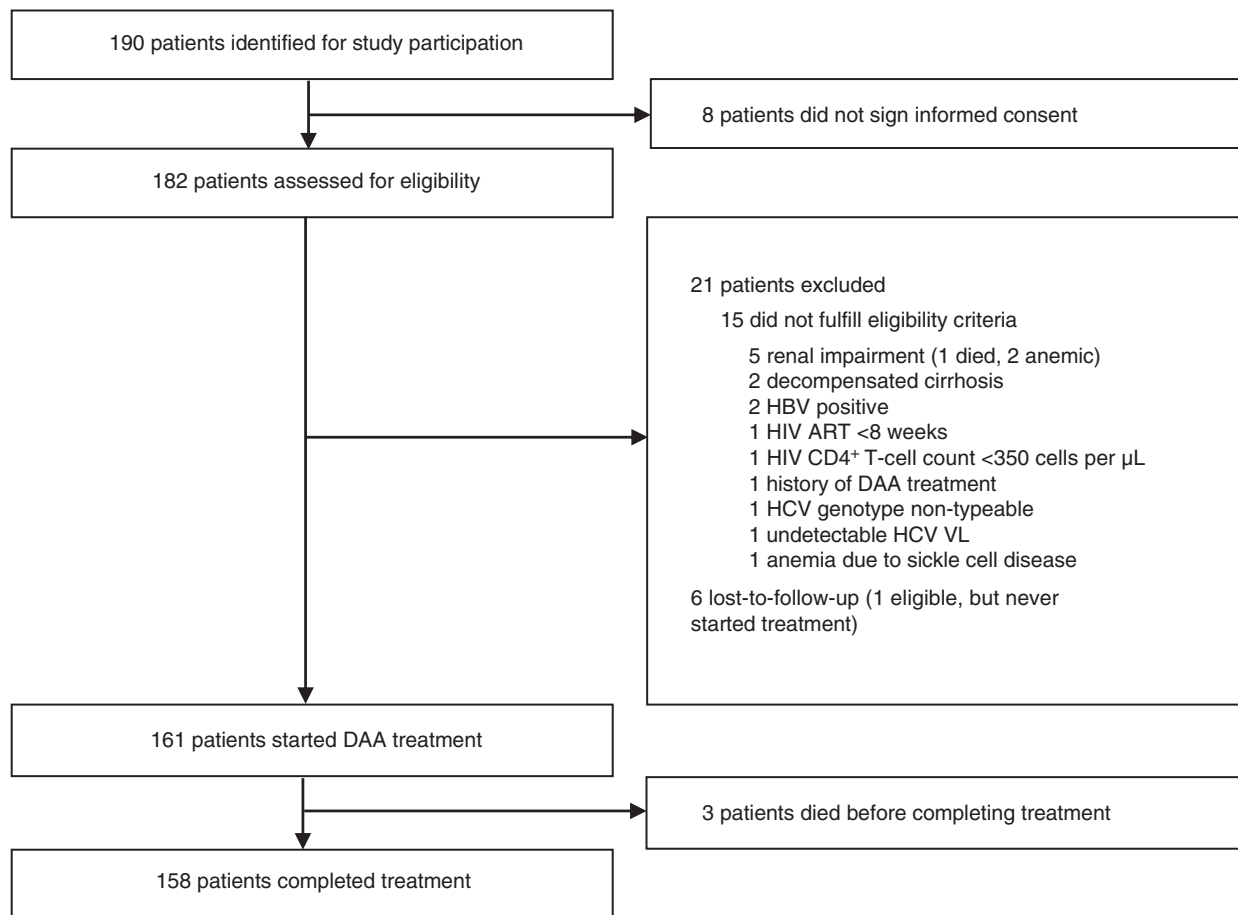 190 patients identified for study participation
8 patients did not sign informed consent
182 patients assessed for eligibility
21 patients excluded
15 did not fulfill eligibility criteria
5 renal impairment (1 died, 2 anemic)
2 decompensated cirrhosis
2 HBV positive
1 HIV ART <8 weeks
1 HIV CD4⁺ T-cell count <350 cells per µL
1 history of DAA treatment
1 HCV genotype non-typeable
1 undetectable HCV VL
1 anemia due to sickle cell disease
6 lost-to-follow-up (1 eligible, but never
started treatment)
161 patients started DAA treatment
3 patients died before completing treatment
158 patients completed treatment